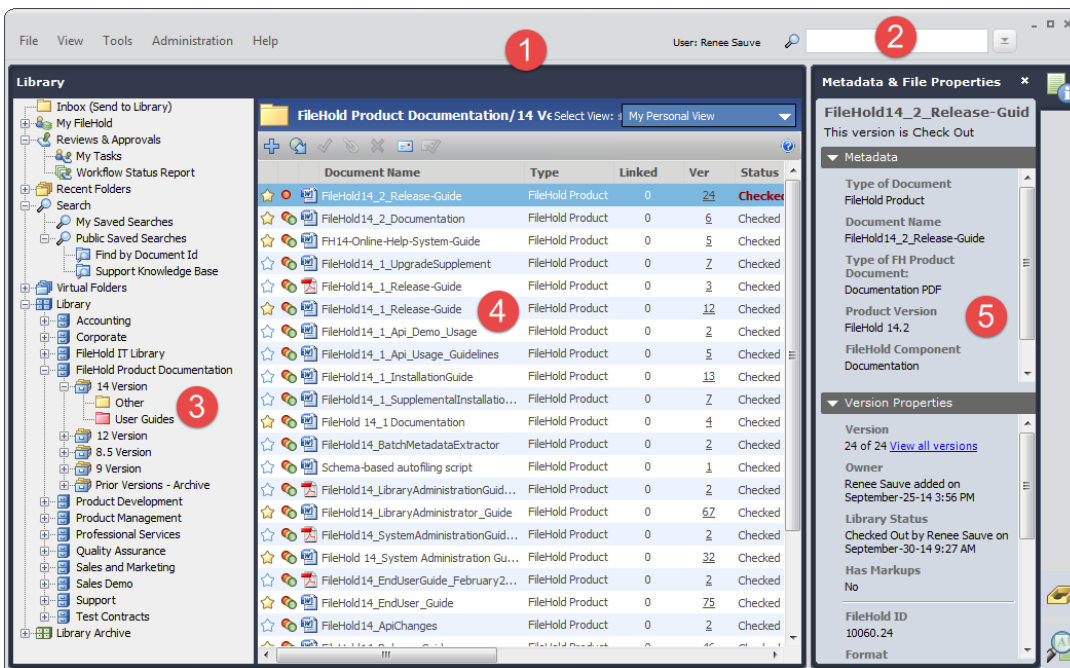 File View Tools Administration Help
1
User: Renee Sauve
2
Library
Inbox (Send to Library)
My FileHold
Reviews & Approvals
My Tasks
Workflow Status Report
Recent Folders
Search
My Saved Searches
Public Saved Searches
Find by Document Id
Support Knowledge Base
Virtual Folders
Library
Accounting
Corporate
FileHold IT Library
FileHold Product Documentation
14 Version
Other
User Guides
3
12 Version
8.5 Version
9 Version
Prior Versions - Archive
Product Development
Product Management
Professional Services
Quality Assurance
Sales and Marketing
Sales Demo
Support
Test Contracts
Library Archive
FileHold Product Documentation/14 Ve Select View: My Personal View
Document Name Type Linked Ver Status
FileHold14_2_Release-Guide FileHold Product 0 24 Checked
FileHold14_2_Documentation FileHold Product 0 6 Checked
FH14-Online-Help-System-Guide FileHold Product 0 5 Checked
FileHold14_1_UpgradeSupplement FileHold Product 0 7 Checked
FileHold14_1_Release-Guide FileHold Product 0 3 Checked
FileHold14_1_Release-Guide FileHold Product 0 12 Checked
4
FileHold14_1_Api_Demo_Usage FileHold Product 0 2 Checked
FileHold14_1_Api_Usage_Guidelines FileHold Product 0 5 Checked
FileHold14_1_InstallationGuide FileHold Product 0 13 Checked
FileHold14_1_SupplementalInstallatio... FileHold Product 0 7 Checked
FileHold 14_1 Documentation FileHold Product 0 4 Checked
FileHold14_BatchMetadataExtractor FileHold Product 0 2 Checked
Schema-based autofiling script FileHold Product 0 1 Checked
FileHold14_LibraryAdministrationGuid... FileHold Product 0 2 Checked
FileHold14_LibraryAdministrator_Guide FileHold Product 0 67 Checked
FileHold14_SystemAdministrationGuid... FileHold Product 0 2 Checked
FileHold 14_System Administration Gu... FileHold Product 0 32 Checked
FileHold14_EndUserGuide_February2... FileHold Product 0 2 Checked
FileHold14_EndUser_Guide FileHold Product 0 75 Checked
FileHold14_ApiChanges FileHold Product 0 2 Checked
Metadata & File Properties
FileHold14_2_Release-Guid
This version is Check Out
Metadata
Type of Document
FileHold Product
Document Name
FileHold14_2_Release-Guide
Type of FH Product
Document:
Documentation PDF
Product Version
FileHold 14.2
5
FileHold Component
Documentation
Version Properties
Version
24 of 24 View all versions
Owner
Renee Sauve added on
September-25-14 3:56 PM
Library Status
Checked Out by Renee Sauve on
September-30-14 9:27 AM
Has Markups
No
FileHold ID
10060.24
Format